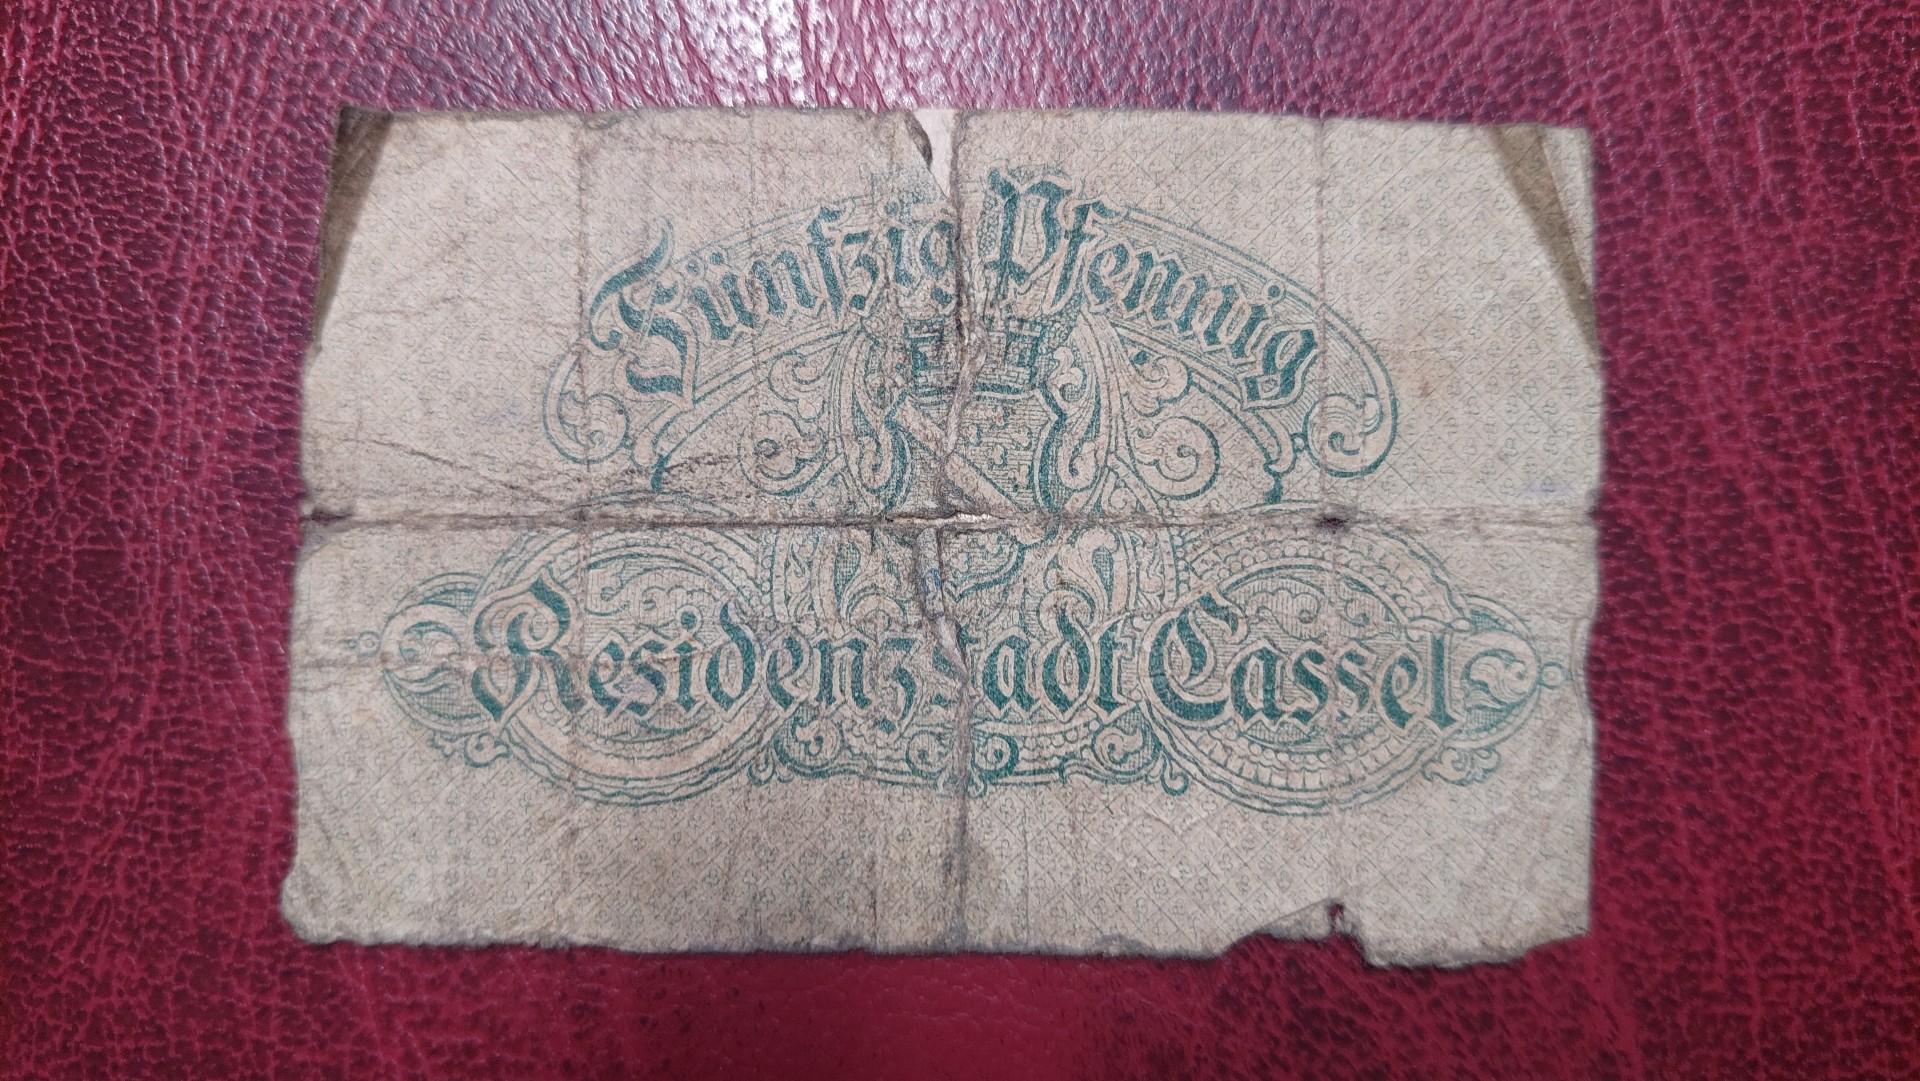 Fünfzig Pfennig
Residenzstadt Cassel